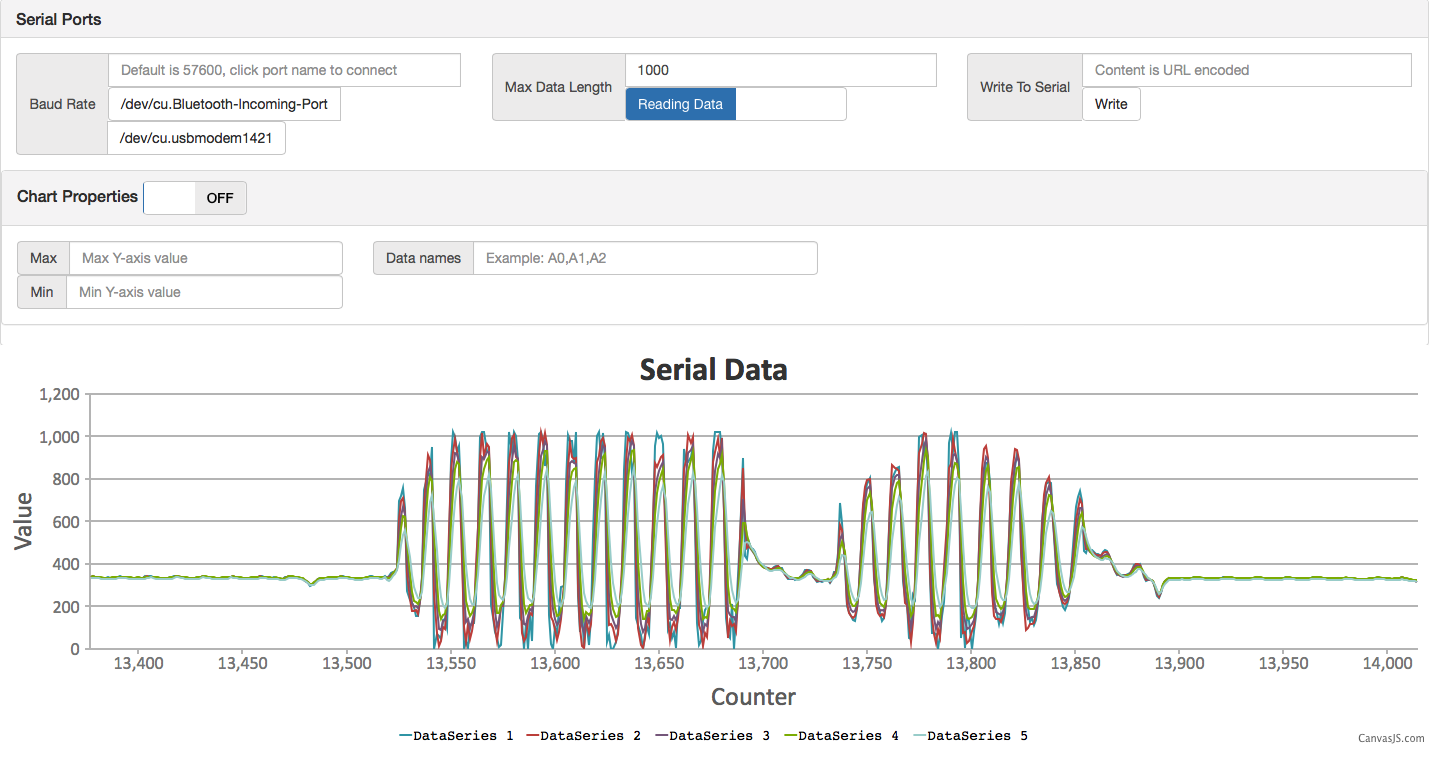 Serial Ports
Baud Rate
Default is 57600, click port name to connect
/dev/cu.Bluetooth-Incoming-Port
/dev/cu.usbmodem1421
Max Data Length
1000
Reading Data
Write To Serial
Content is URL encoded
Write
Chart Properties OFF
Max Max Y-axis value
Min Min Y-axis value
Data names Example: A0,A1,A2
Serial Data
Value
1,200
1,000
800
600
400
200
0
13,400 13,450 13,500 13,550 13,600 13,650 13,700 13,750 13,800 13,850 13,900 13,950 14,000
Counter
DataSeries 1 DataSeries 2 DataSeries 3 DataSeries 4 DataSeries 5
CanvasJS.com